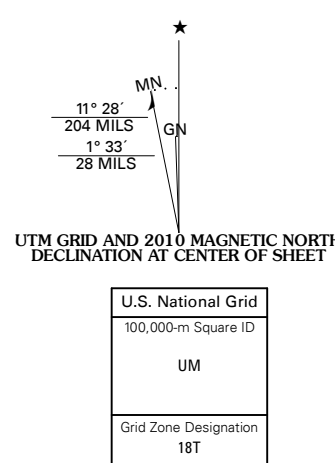 ★
MN
11° 28´
204 MILS
GN
1° 33´
28 MILS
UTM GRID AND 2010 MAGNETIC NORTH
DECLINATION AT CENTER OF SHEET
U.S. National Grid
100,000-m Square ID
UM
Grid Zone Designation
18T